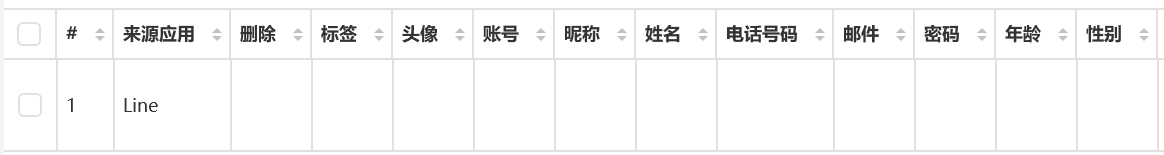 # 来源应用 删除 标签 头像 账号 昵称 姓名 电话号码 邮件 密码 年龄 性别
1 Line